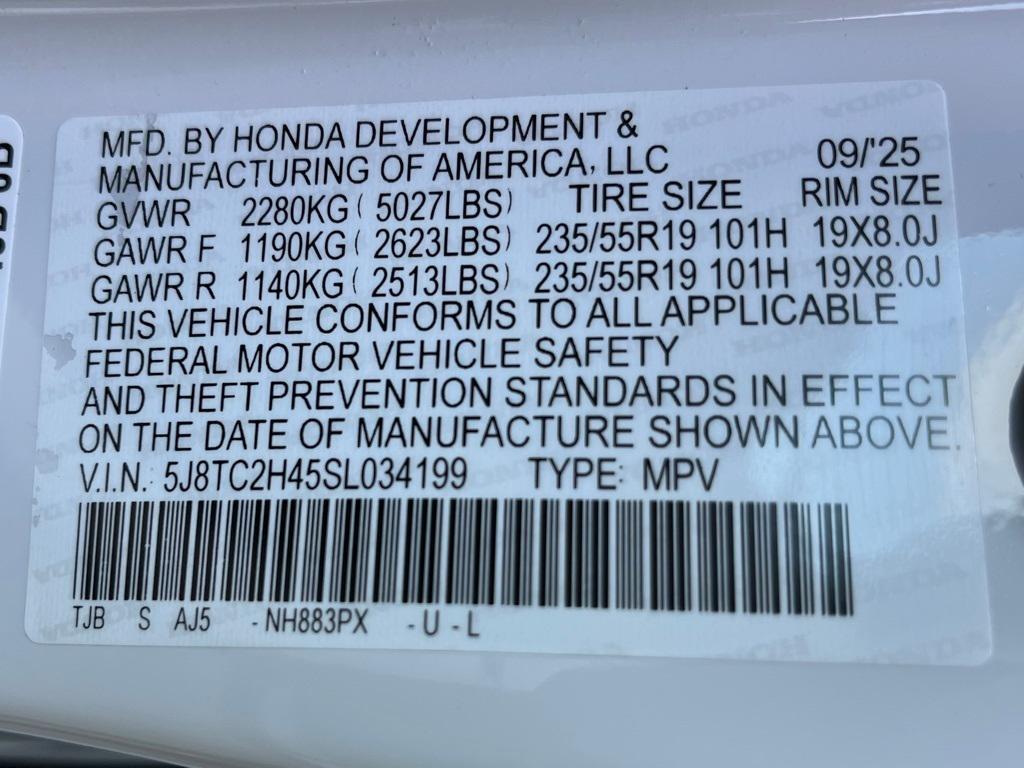 MFD. BY HONDA DEVELOPMENT &
MANUFACTURING OF AMERICA, LLC 09/'25
GVWR 2280KG ( 5027LBS) TIRE SIZE RIM SIZE
GAWR F 1190KG ( 2623LBS) 235/55R19 101H 19X8.0J
GAWR R 1140KG ( 2513LBS) 235/55R19 101H 19X8.0J
THIS VEHICLE CONFORMS TO ALL APPLICABLE
FEDERAL MOTOR VEHICLE SAFETY
AND THEFT PREVENTION STANDARDS IN EFFECT
ON THE DATE OF MANUFACTURE SHOWN ABOVE.
V.I.N.: 5J8TC2H45SL034199 TYPE: MPV
TJB S AJ5 - NH883PX - U - L